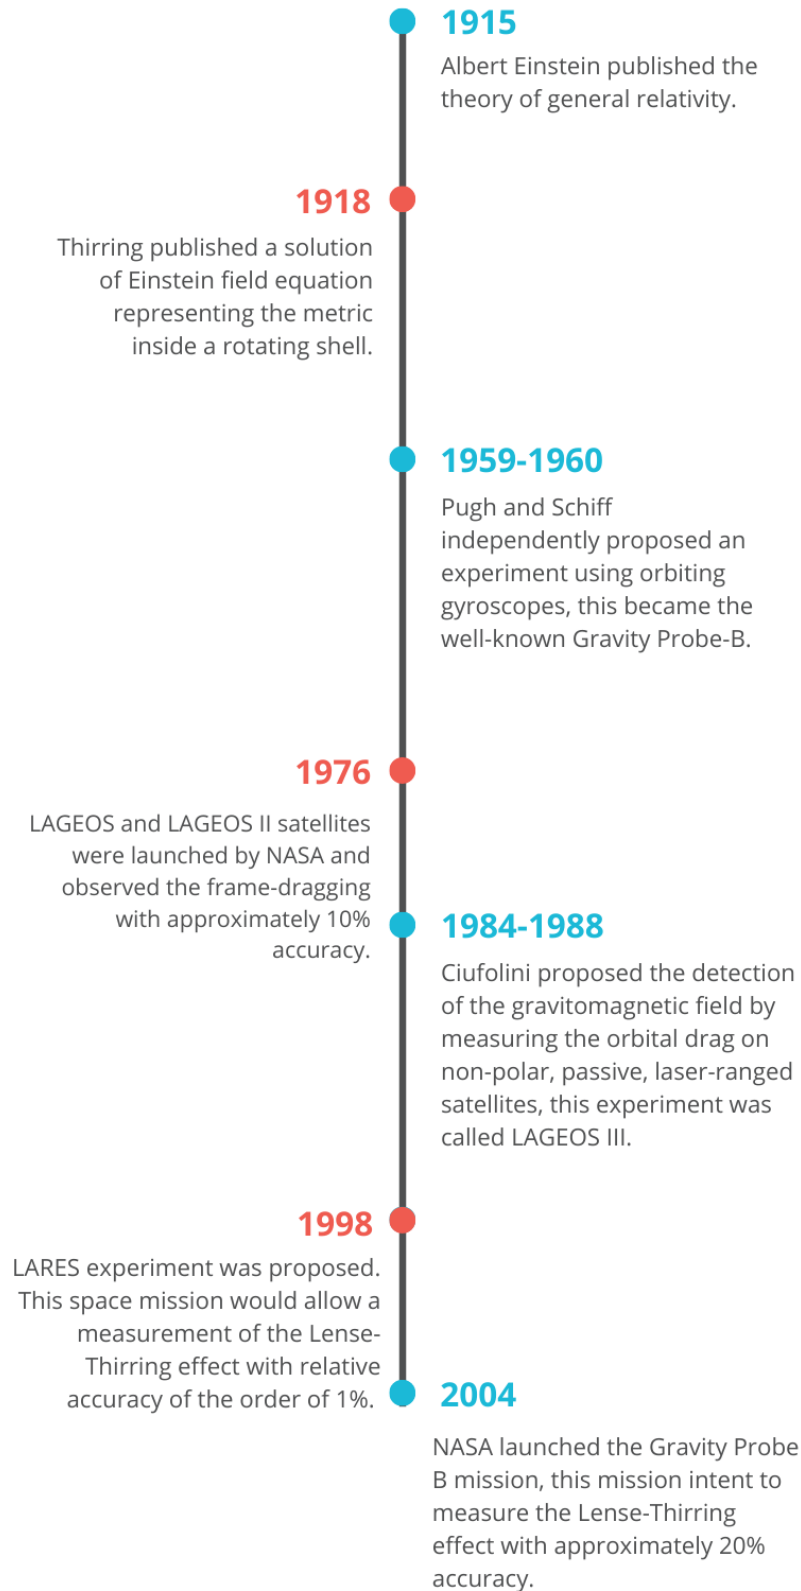 1915
Albert Einstein published the
theory of general relativity.
1918
Thirring published a solution
of Einstein field equation
representing the metric
inside a rotating shell.
1959-1960
Pugh and Schiff
independently proposed an
experiment using orbiting
gyroscopes, this became the
well-known Gravity Probe-B.
1976
LAGEOS and LAGEOS II satellites
were launched by NASA and
observed the frame-dragging
with approximately 10%
accuracy.
1984-1988
Ciufolini proposed the detection
of the gravitomagnetic field by
measuring the orbital drag on
non-polar, passive, laser-ranged
satellites, this experiment was
called LAGEOS III.
1998
LARES experiment was proposed.
This space mission would allow a
measurement of the Lense-
Thirring effect with relative
accuracy of the order of 1%.
2004
NASA launched the Gravity Probe
B mission, this mission intent to
measure the Lense-Thirring
effect with approximately 20%
accuracy.